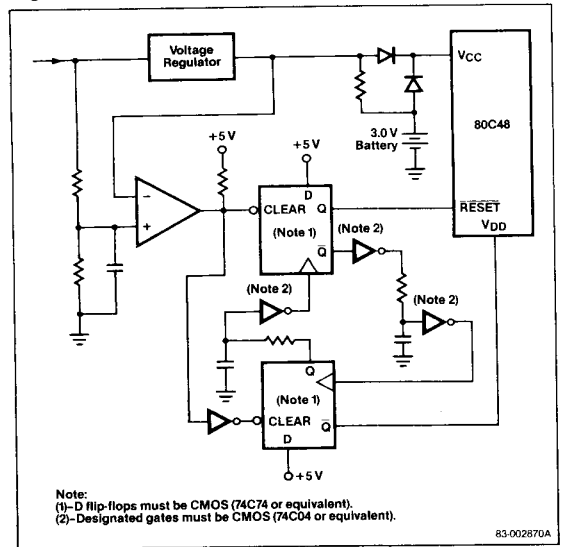 Voltage
Regulator
VCC
80C48
+5 V
3.0 V
Battery
+5 V
D
CLEAR
Q
RESET
VDD
(Note 1)
(Note 2)
Q
(Note 2)
(Note 2)
Q
(Note 1)
CLEAR
Q
D
+5 V
Note:
(1)–D flip-flops must be CMOS (74C74 or equivalent).
(2)–Designated gates must be CMOS (74C04 or equivalent).
83-002870A